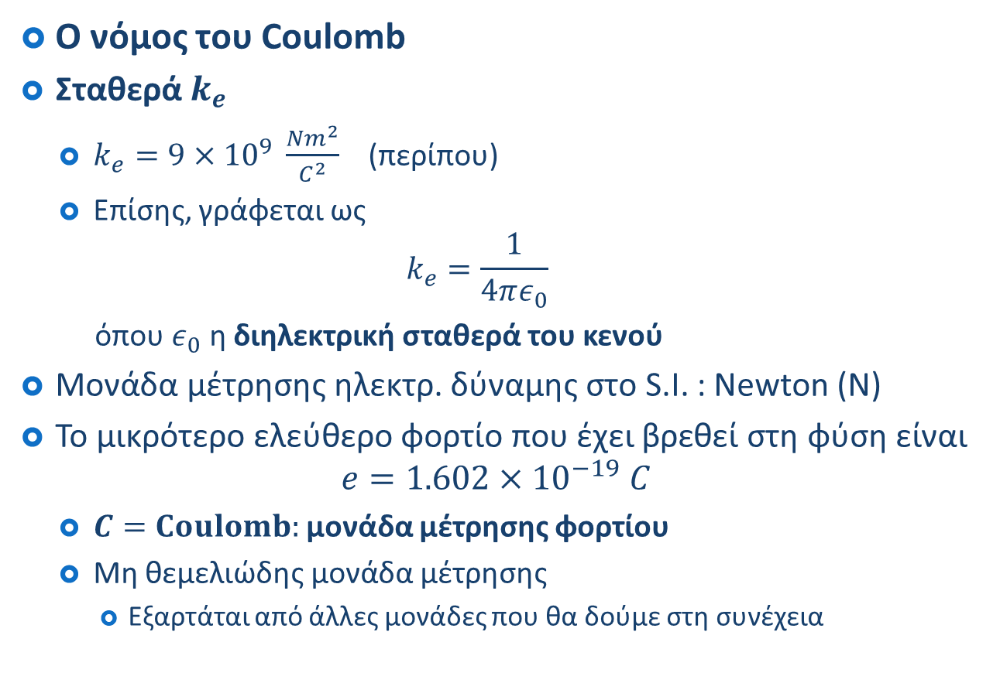 Ο νόμος του Coulomb
Σταθερά $k_e$
$k_e = 9 \times 10^9 \ \frac{Nm^2}{C^2}$ (περίπου)
Επίσης, γράφεται ως
$k_e = \frac{1}{4\pi\epsilon_0}$
όπου $\epsilon_0$ η διηλεκτρική σταθερά του κενού
Μονάδα μέτρησης ηλεκτρ. δύναμης στο S.I. : Newton (N)
Το μικρότερο ελεύθερο φορτίο που έχει βρεθεί στη φύση είναι
$e = 1.602 \times 10^{-19} \ C$
$C$ = Coulomb: μονάδα μέτρησης φορτίου
Μη θεμελιώδης μονάδα μέτρησης
Εξαρτάται από άλλες μονάδες που θα δούμε στη συνέχεια